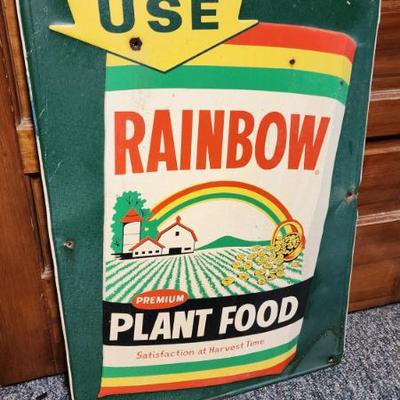 USE
RAINBOW
PREMIUM
PLANT FOOD
Satisfaction at Harvest Time